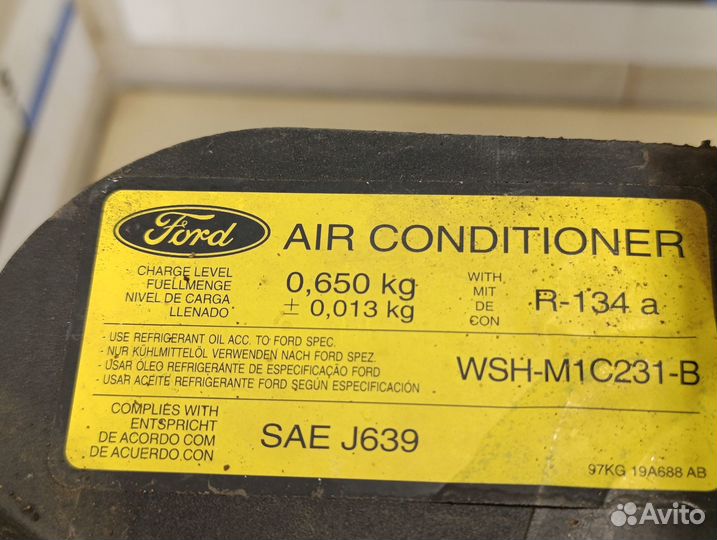 Ford
AIR CONDITIONER
CHARGE LEVEL
FUELLMENGE
NIVEL DE CARGA
LLENADO
0,650 kg
± 0,013 kg
WITH
MIT
DE
CON
R-134 a
- USE REFRIGERANT OIL ACC. TO FORD SPEC.
- NUR KÜHLMITTELÖL VERWENDEN NACH FORD SPEZ.
- USAR ÓLEO REFRIGERANTE DE ESPECIFICAÇÃO FORD
- USAR ACEITE REFRIGERANTE FORD SEGÚN ESPECIFICACIÓN
WSH-M1C231-B
COMPLIES WITH
ENTSPRICHT
DE ACORDO COM
DE ACUERDO.CON
SAE J639
97KG 19A688 AB
Avito